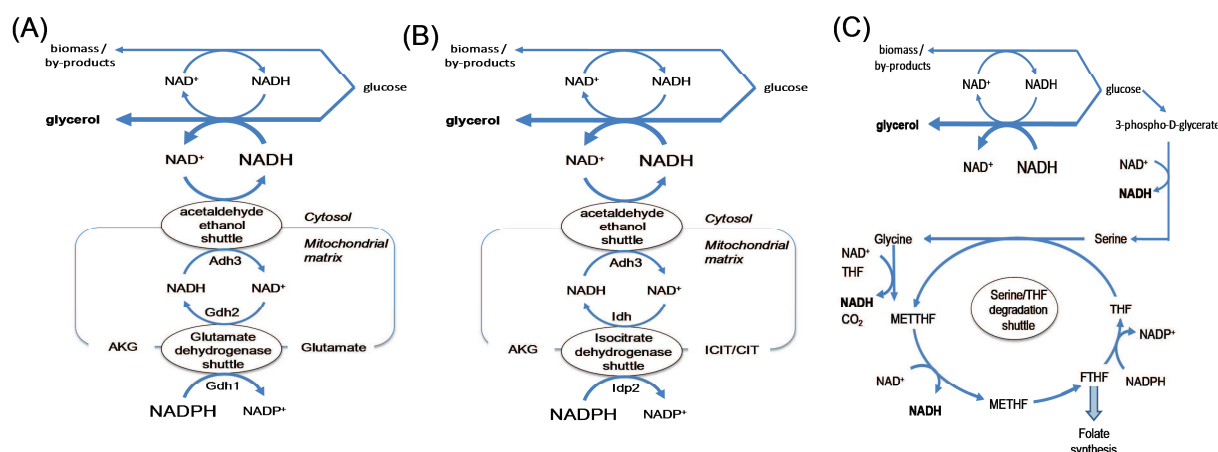 (A)
biomass/
by-products
NAD⁺
NADH
glucose
glycerol
NAD⁺
NADH
acetaldehyde
ethanol
shuttle
Cytosol
Mitochondrial
matrix
Adh3
NADH
NAD⁺
Gdh2
AKG
Glutamate
dehydrogenase
shuttle
Glutamate
Gdh1
NADPH
NADP⁺
(B)
biomass/
by-products
NAD⁺
NADH
glucose
glycerol
NAD⁺
NADH
acetaldehyde
ethanol
shuttle
Cytosol
Mitochondrial
matrix
Adh3
NADH
NAD⁺
Idh
AKG
Isocitrate
dehydrogenase
shuttle
ICIT/CIT
Idp2
NADPH
NADP⁺
(C)
biomass/
by-products
NAD⁺
NADH
glucose
glycerol
3-phospho-D-glycerate
NAD⁺
NADH
NAD⁺
NADH
Glycine
Serine
NAD⁺
THF
NADH
CO₂
METTHF
Serine/THF
degradation
shuttle
THF
NADP⁺
NAD⁺
NADH
METHF
FTHF
NADPH
Folate
synthesis